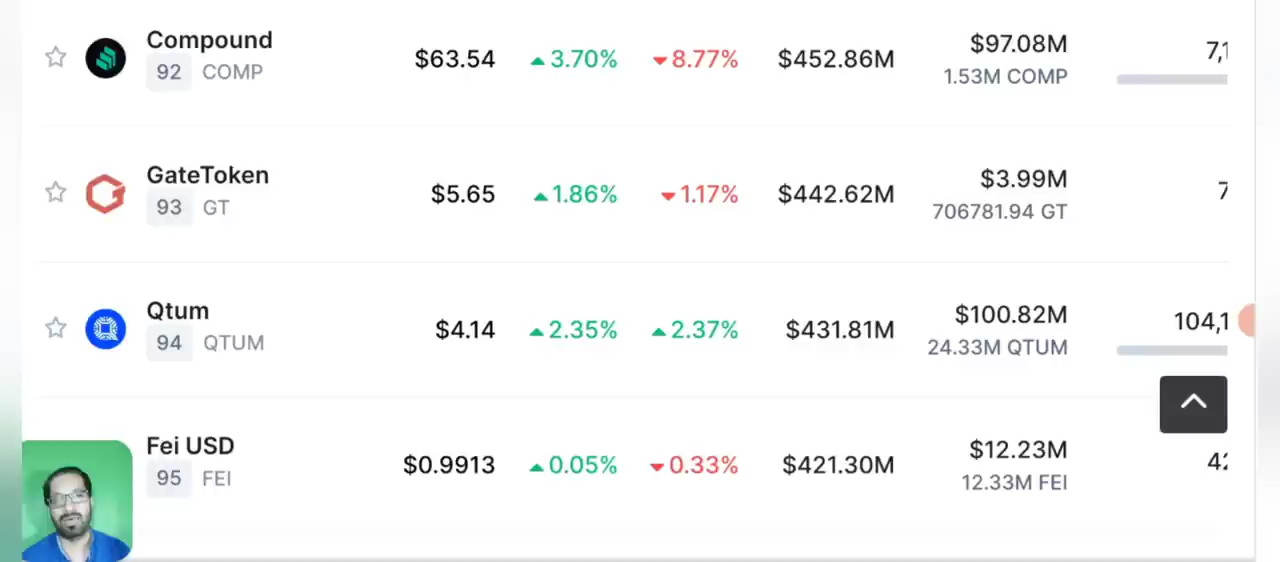 Compound
92 COMP
$63.54 3.70% 8.77% $452.86M $97.08M
1.53M COMP
GateToken
93 GT
$5.65 1.86% 1.17% $442.62M $3.99M
706781.94 GT
Qtum
94 QTUM
$4.14 2.35% 2.37% $431.81M $100.82M 104,1
24.33M QTUM
Fei USD
95 FEI
$0.9913 0.05% 0.33% $421.30M $12.23M
12.33M FEI